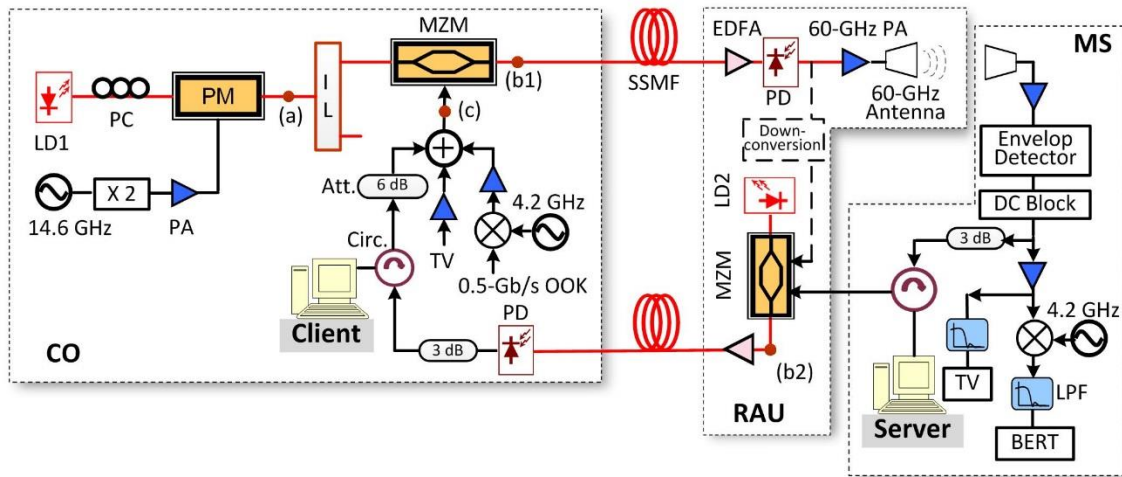 MZM
EDFA
60-GHz PA
MS
(b1)
SSMF
PD
60-GHz
Antenna
LD1
PC
PM
(a)
I
L
(c)
Down-
conversion
Envelop
Detector
DC Block
14.6 GHz
X 2
PA
Att.
6 dB
+
4.2 GHz
Circ.
TV
0.5-Gb/s OOK
LD2
MZM
3 dB
4.2 GHz
Client
PD
3 dB
CO
(b2)
RAU
TV
LPF
Server
BERT